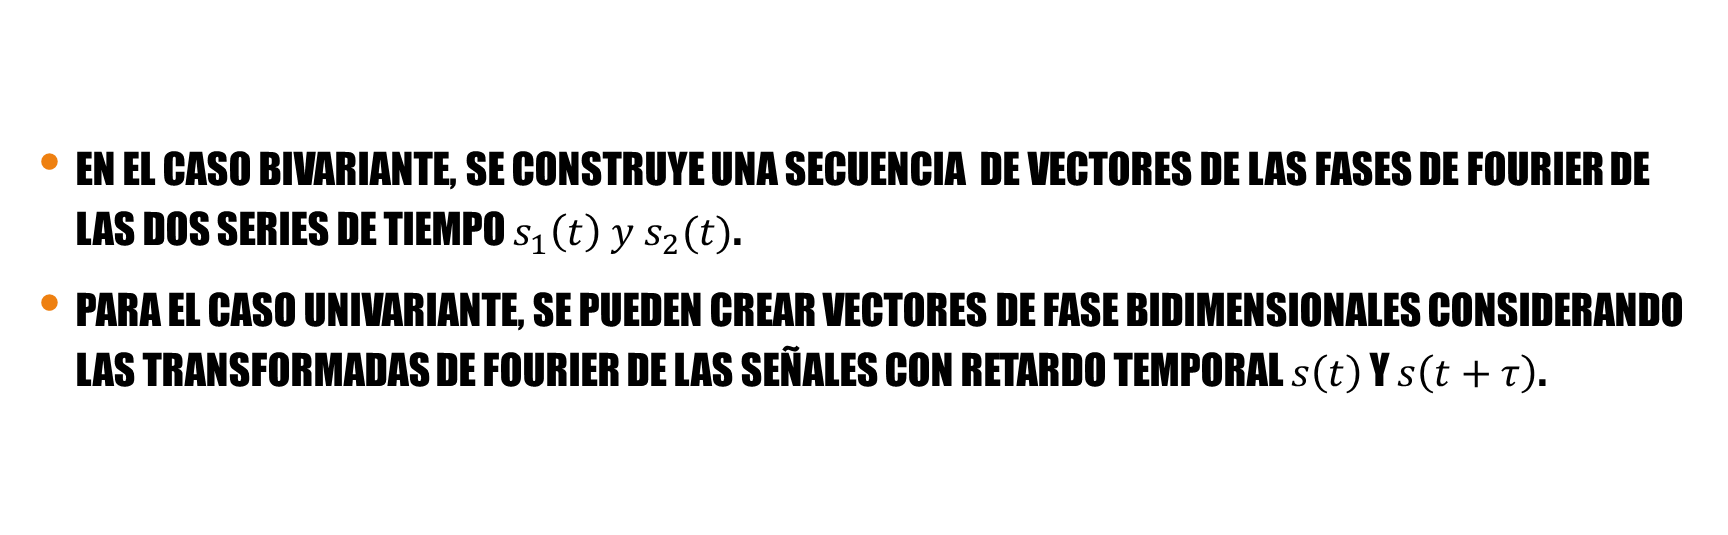 • EN EL CASO BIVARIANTE, SE CONSTRUYE UNA SECUENCIA DE VECTORES DE LAS FASES DE FOURIER DE
LAS DOS SERIES DE TIEMPO s₁(t) y s₂(t).
• PARA EL CASO UNIVARIANTE, SE PUEDEN CREAR VECTORES DE FASE BIDIMENSIONALES CONSIDERANDO
LAS TRANSFORMADAS DE FOURIER DE LAS SEÑALES CON RETARDO TEMPORAL s(t) Y s(t + τ).